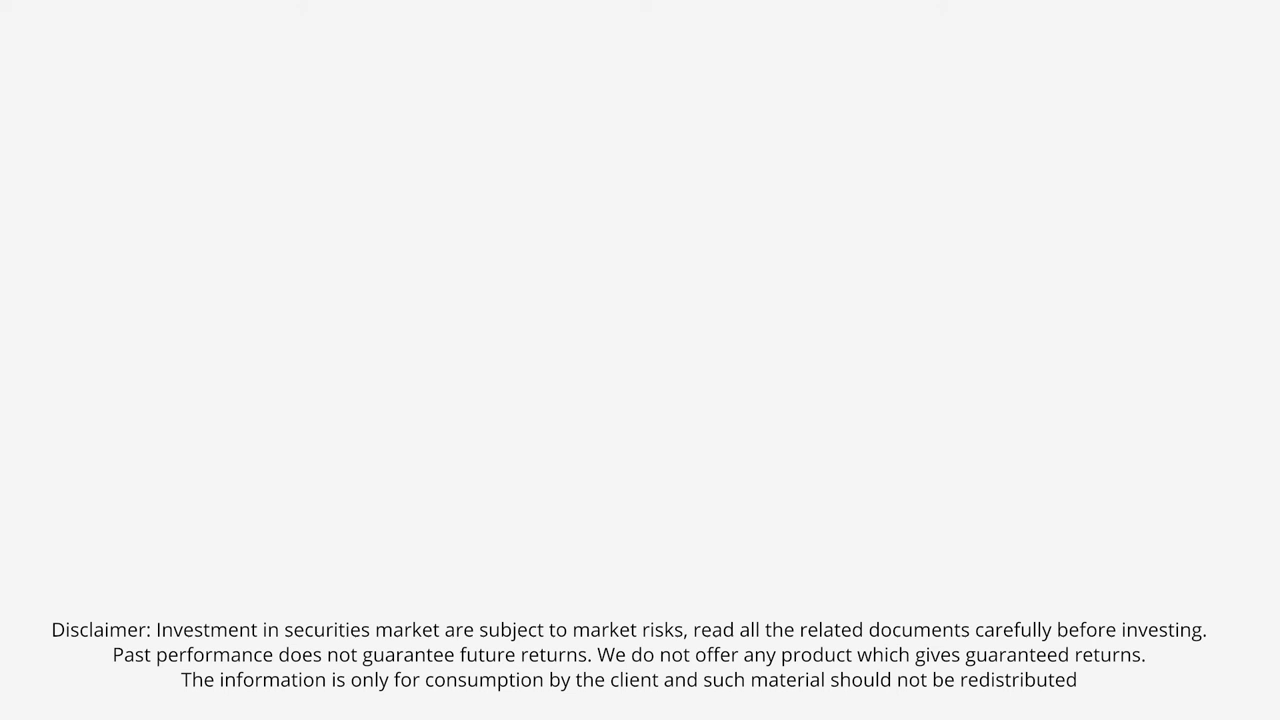 Disclaimer: Investment in securities market are subject to market risks, read all the related documents carefully before investing.
Past performance does not guarantee future returns. We do not offer any product which gives guaranteed returns.
The information is only for consumption by the client and such material should not be redistributed